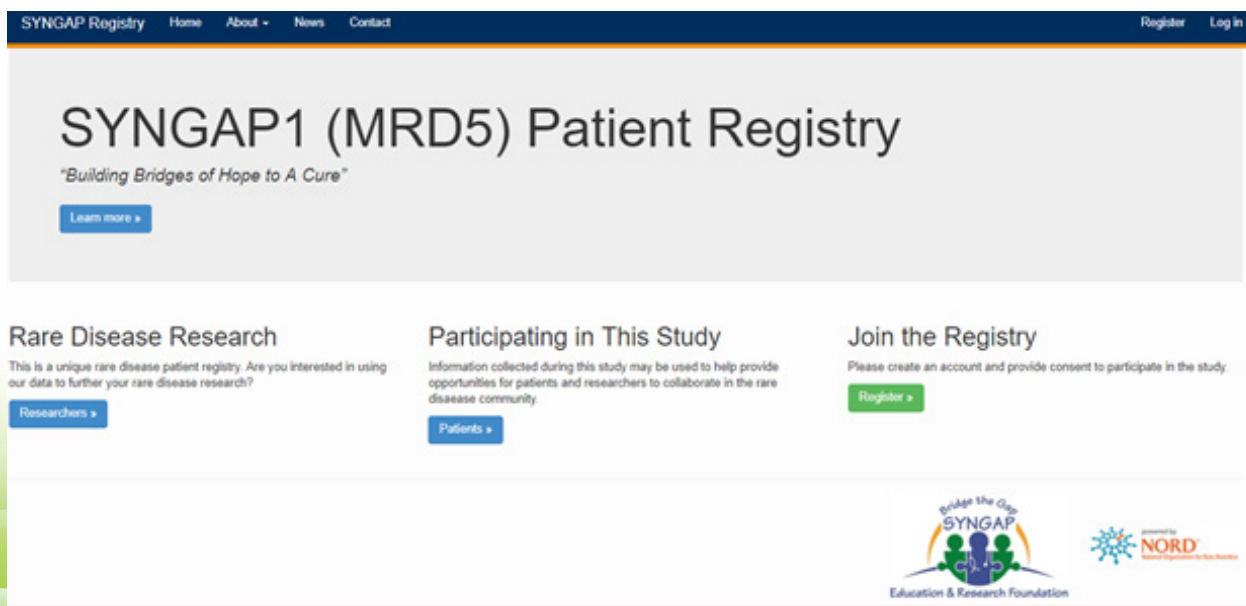 SYNGAP Registry Home About News Contact Register Log in
SYNGAP1 (MRD5) Patient Registry
"Building Bridges of Hope to A Cure"
Learn more »
Rare Disease Research
This is a unique rare disease patient registry. Are you interested in using
our data to further your rare disease research?
Researchers »
Participating in This Study
Information collected during this study may be used to help provide
opportunities for patients and researchers to collaborate in the rare
disaease community.
Patients »
Join the Registry
Please create an account and provide consent to participate in the study.
Register »
Bridge the Gap
SYNGAP
Education & Research Foundation
powered by
NORD
National Organization for Rare Disorders